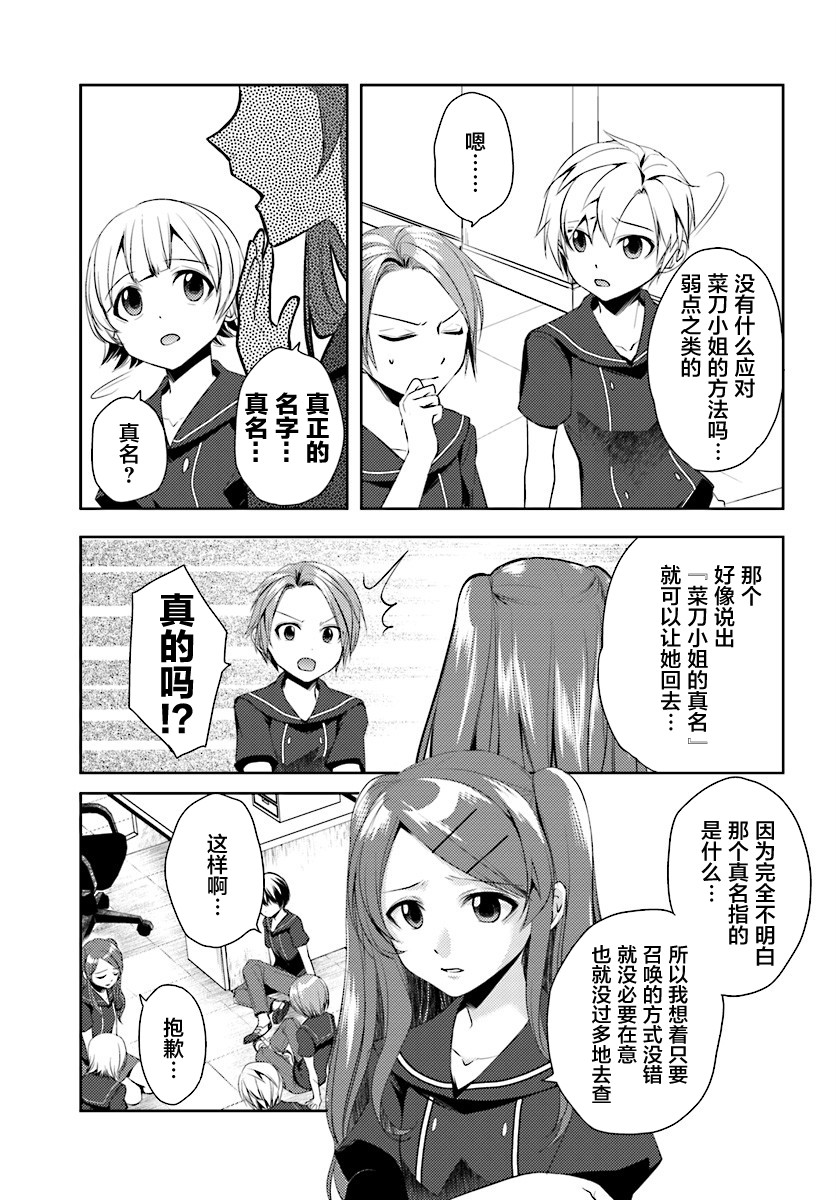 没有什么应对
菜刀小姐的方法吗…
弱点之类的
嗯……
真正的
名字…
真名…
真名?
那个
好像说出
『菜刀小姐的真名』
就可以让她回去…
真的吗!?
因为完全不明白
那个真名指的
是什么…
所以我想着只要
召唤的方式没错
就没必要在意
也就没过多地去查
这样啊…
抱歉…